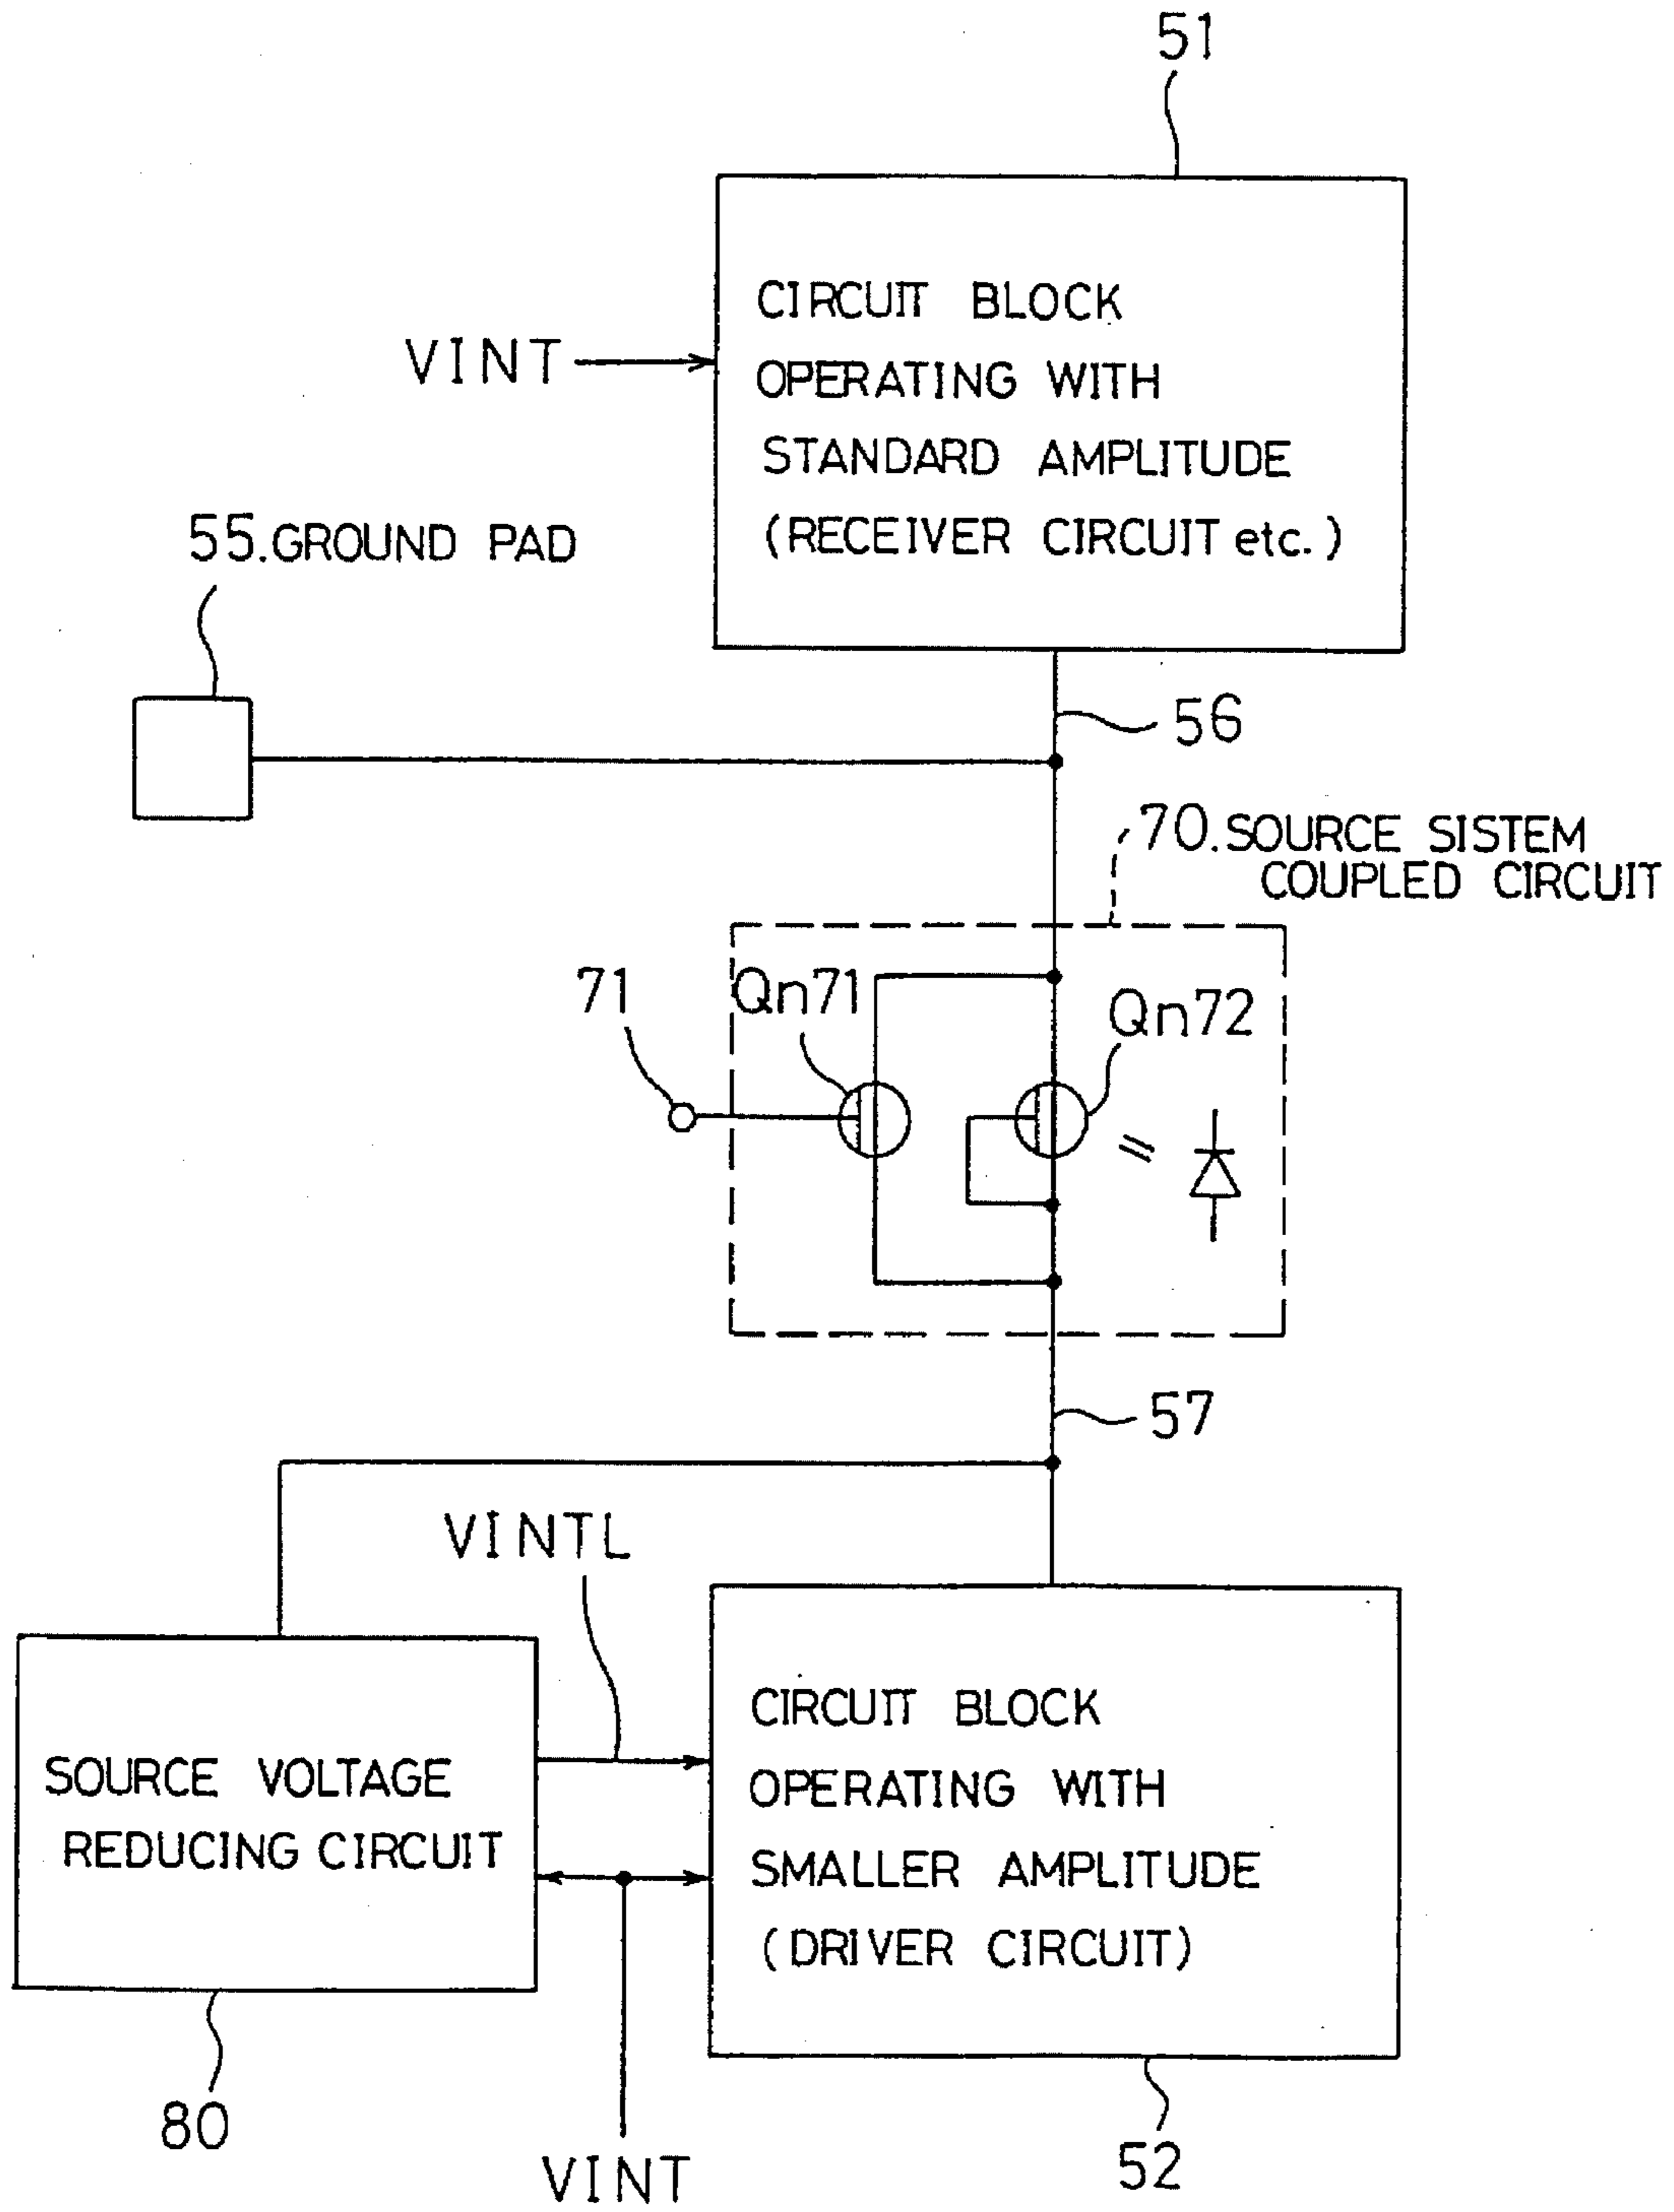 51
CIRCUIT BLOCK
VINT
OPERATING WITH
STANDARD AMPLITUDE
(RECEIVER CIRCUIT etc.)
55.GROUND PAD
56
70.SOURCE SISTEM
COUPLED CIRCUIT
71
Qn71
Qn72
57
VINTL
CIRCUIT BLOCK
OPERATING WITH
SMALLER AMPLITUDE
(DRIVER CIRCUIT)
SOURCE VOLTAGE
REDUCING CIRCUIT
80
VINT
52